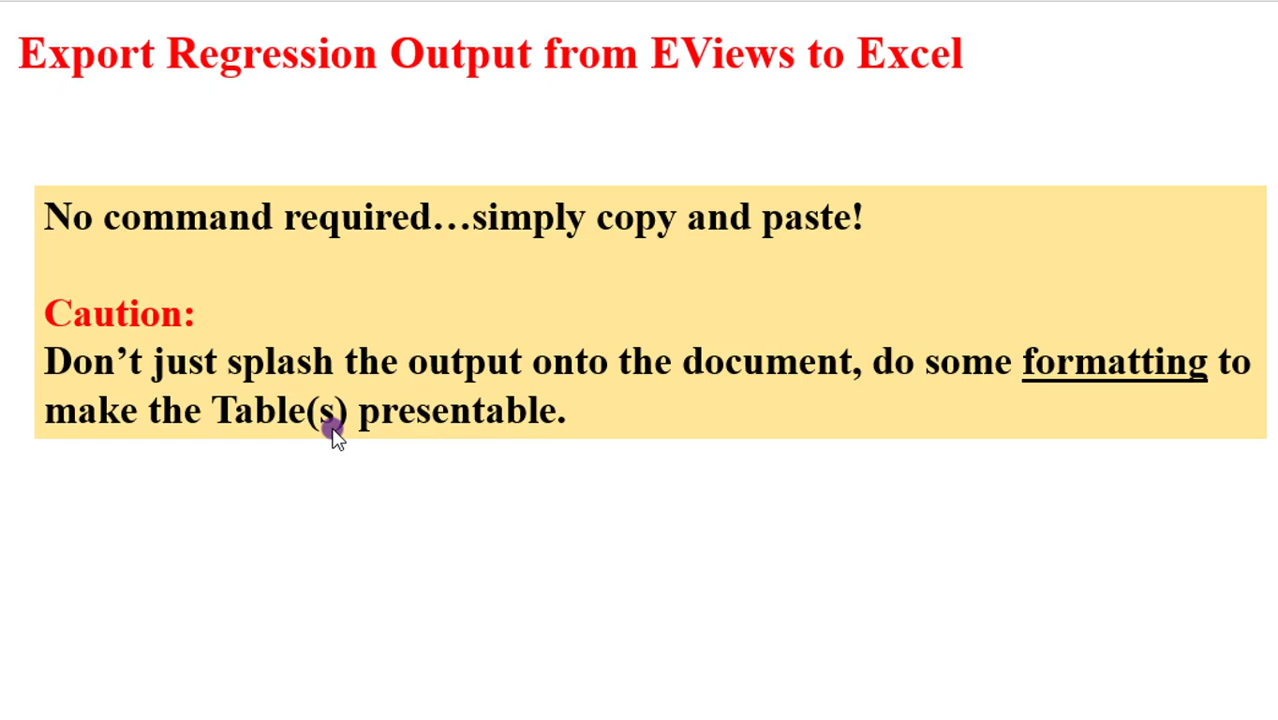 Export Regression Output from EViews to Excel
No command required…simply copy and paste!
Caution:
Don’t just splash the output onto the document, do some formatting to
make the Table(s) presentable.